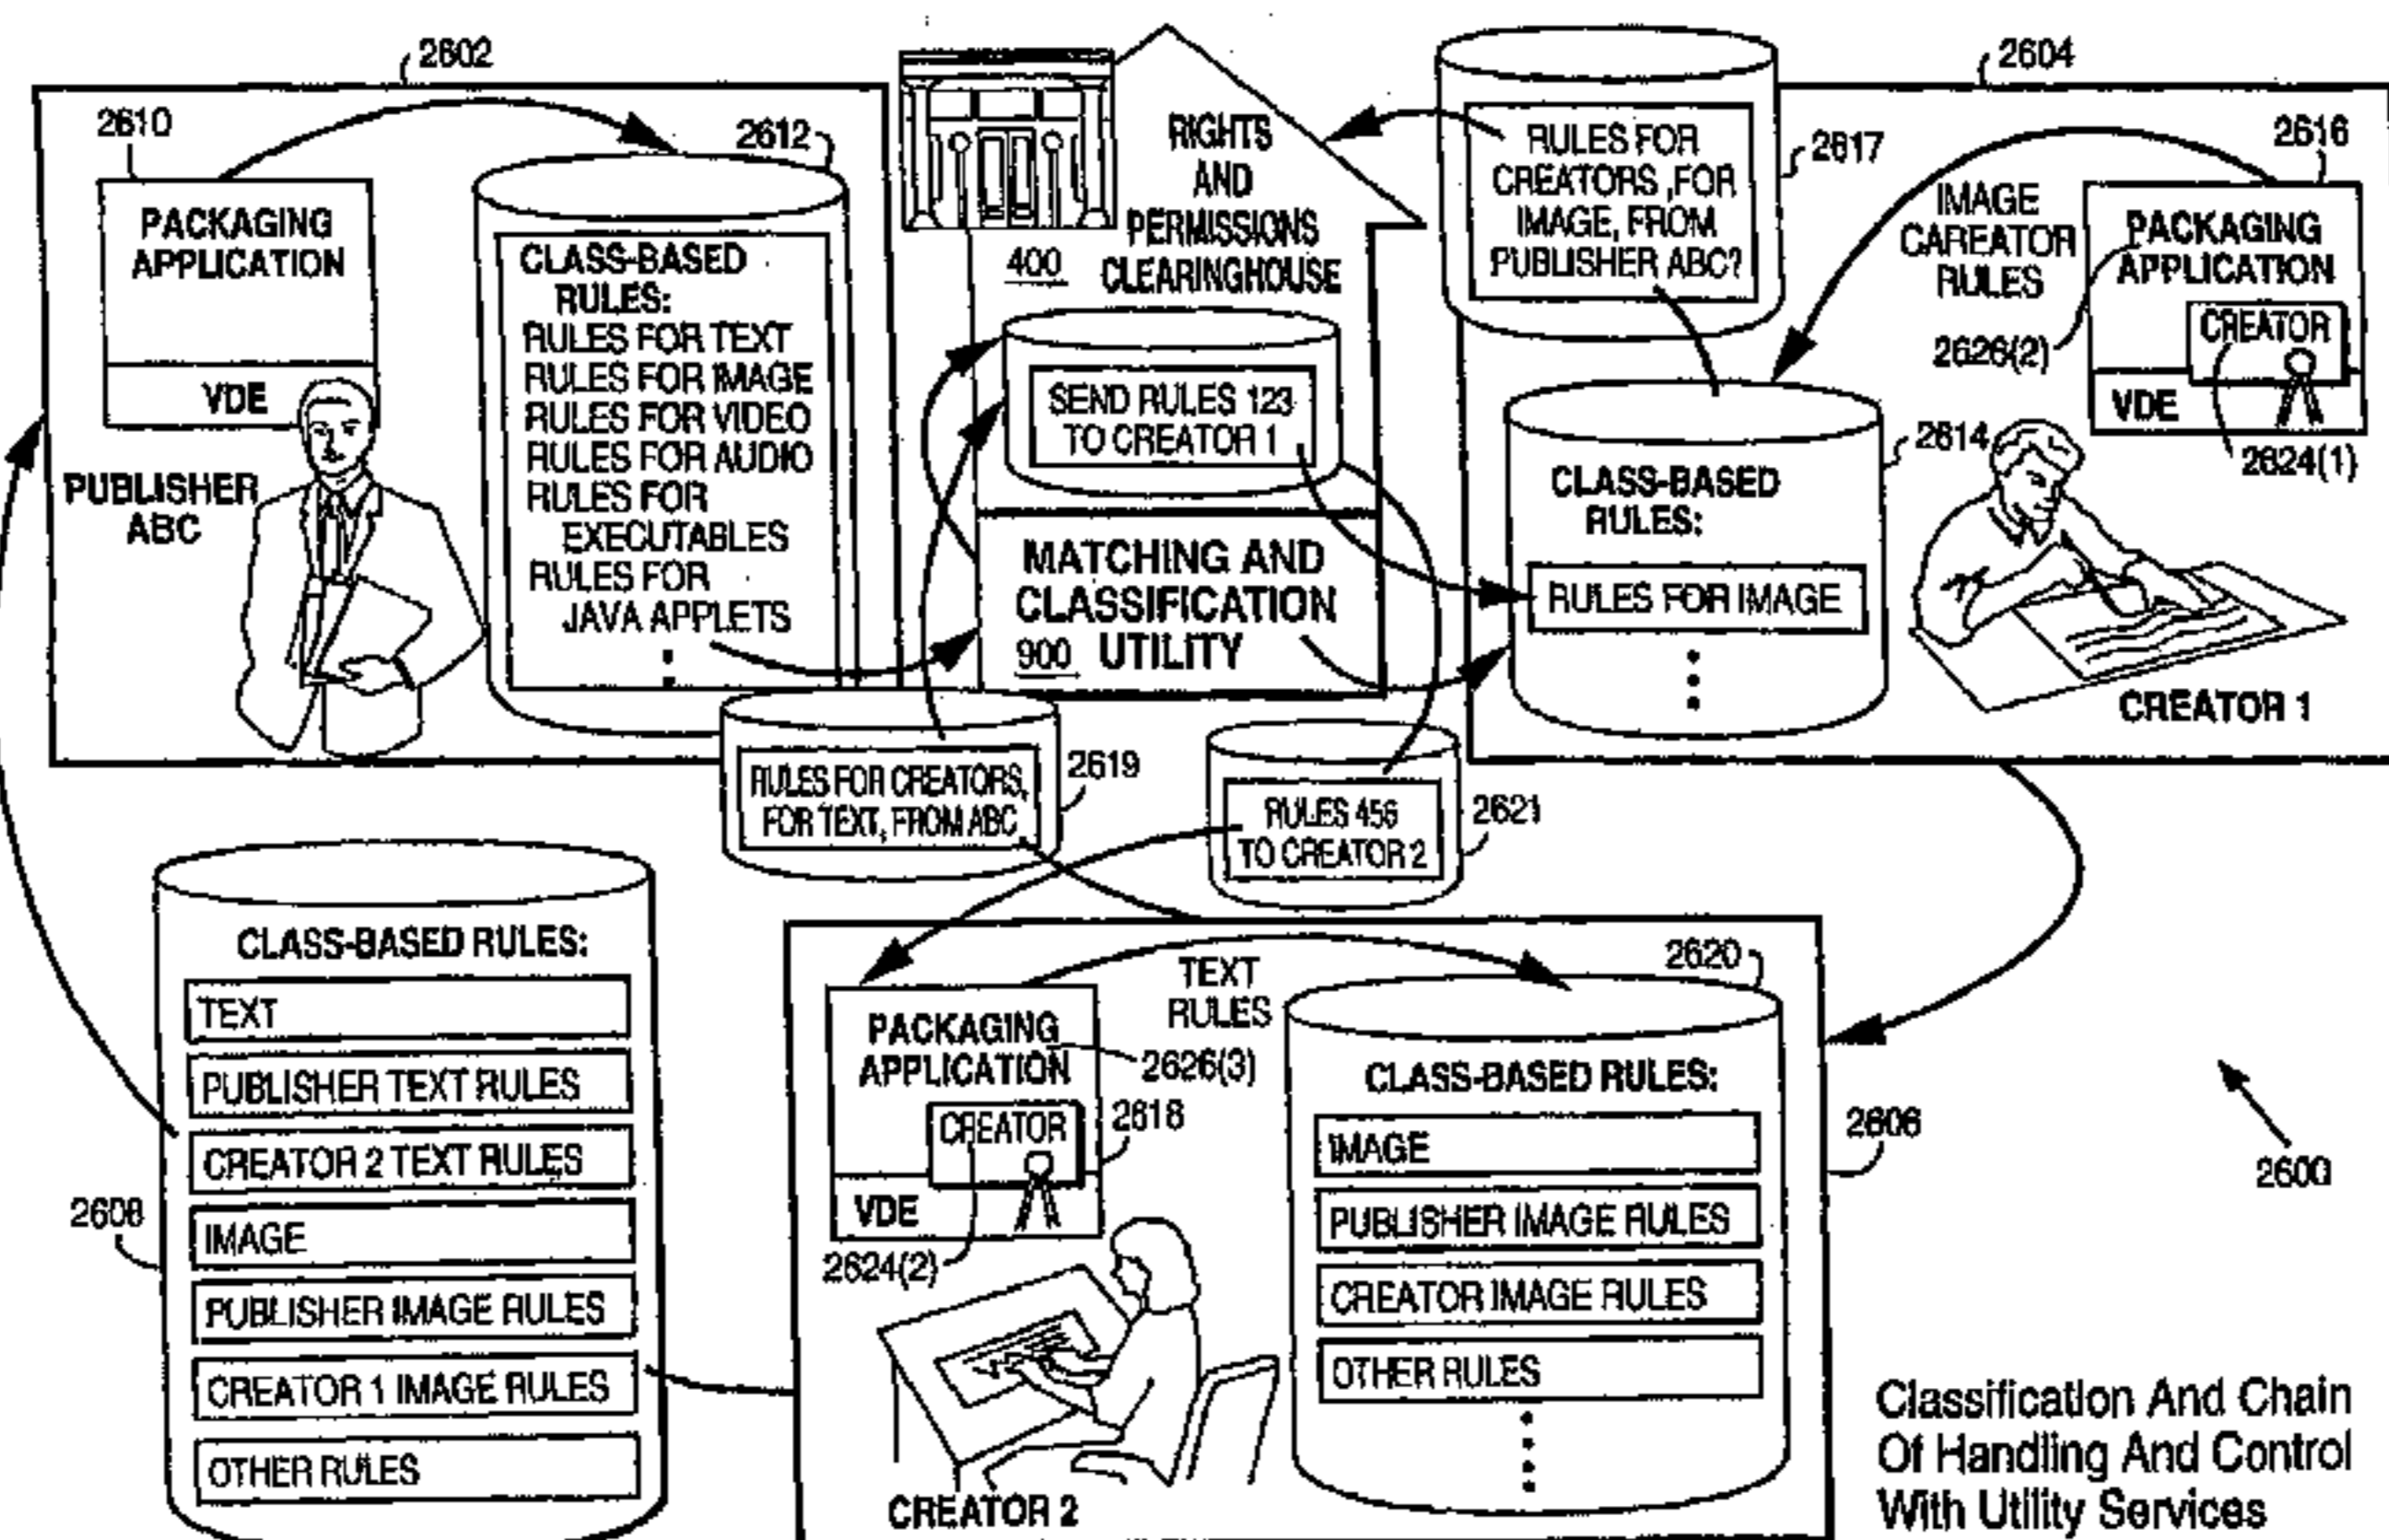 2602
2610
PACKAGING
APPLICATION
VDE
PUBLISHER
ABC
2612
CLASS-BASED
RULES:
RULES FOR TEXT
RULES FOR IMAGE
RULES FOR VIDEO
RULES FOR AUDIO
RULES FOR
EXECUTABLES
RULES FOR
JAVA APPLETS
RIGHTS
AND
PERMISSIONS
CLEARINGHOUSE
400
SEND RULES 123
TO CREATOR 1
MATCHING AND
CLASSIFICATION
UTILITY
900
RULES FOR
CREATORS ,FOR
IMAGE, FROM
PUBLISHER ABC?
2617
2604
2616
IMAGE
CAREATOR
RULES
PACKAGING
APPLICATION
CREATOR
VDE
2626(2)
2624(1)
2614
CLASS-BASED
RULES:
RULES FOR IMAGE
CREATOR 1
RULES FOR CREATORS,
FOR TEXT, FROM ABC
2619
RULES 456
TO CREATOR 2
2621
CLASS-BASED RULES:
TEXT
PUBLISHER TEXT RULES
CREATOR 2 TEXT RULES
IMAGE
PUBLISHER IMAGE RULES
CREATOR 1 IMAGE RULES
OTHER RULES
2608
PACKAGING
APPLICATION
CREATOR
VDE
2626(3)
2618
2624(2)
TEXT
RULES
CREATOR 2
2620
CLASS-BASED RULES:
IMAGE
PUBLISHER IMAGE RULES
CREATOR IMAGE RULES
OTHER RULES
2606
2600
Classification And Chain
Of Handling And Control
With Utility Services